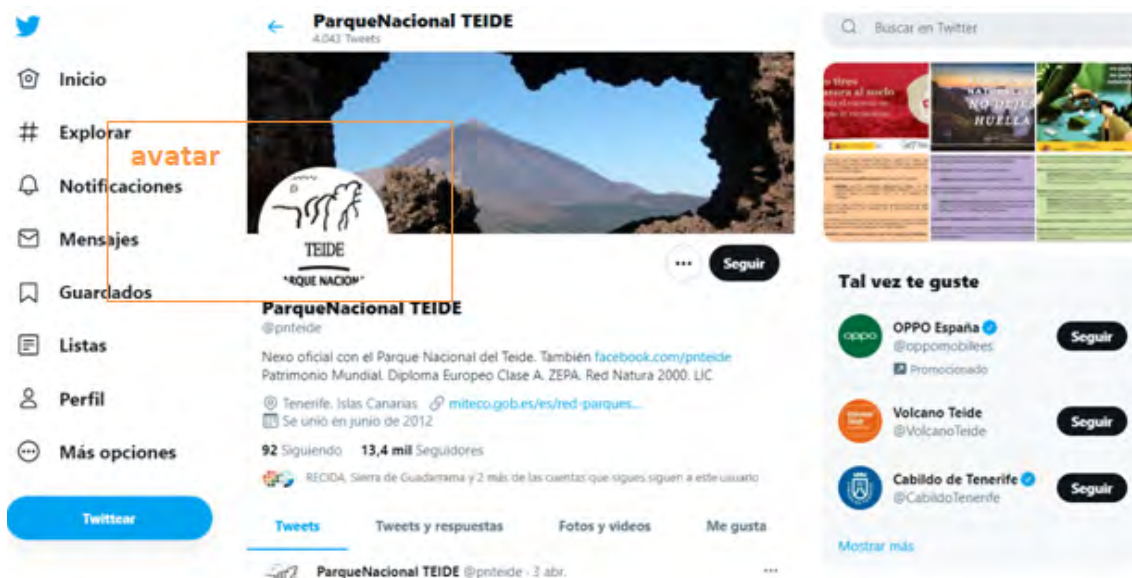 ParqueNacional TEIDE
4.043 Tweets
Buscar en Twitter
Inicio
Explorar
avatar
Notificaciones
Mensajes
Guardados
Listas
Perfil
Más opciones
Twittear
TEIDE
RQUE NACION
Seguir
ParqueNacional TEIDE
@pnteide
Nexo oficial con el Parque Nacional del Teide. También facebook.com/pnteide
Patrimonio Mundial. Diploma Europeo Clase A. ZEPA. Red Natura 2000. LIC
Tenerife. Islas Canarias miteco.gob.es/es/red-parques...
Se unió en junio de 2012
92 Siguiendo 13,4 mil Seguidores
RECIDA, Sierra de Guadarrama y 2 más de las cuentas que sigues siguen a este usuario
Tweets Tweets y respuestas Fotos y videos Me gusta
ParqueNacional TEIDE @pnteide · 3 abr.
NO DEJES
HUELLA
Tal vez te guste
oppo
OPPO España
@oppomobilees
Promocionado
Seguir
Volcano Teide
@VolcanoTeide
Seguir
Cabildo de Tenerife
@CabildoTenerife
Seguir
Mostrar más